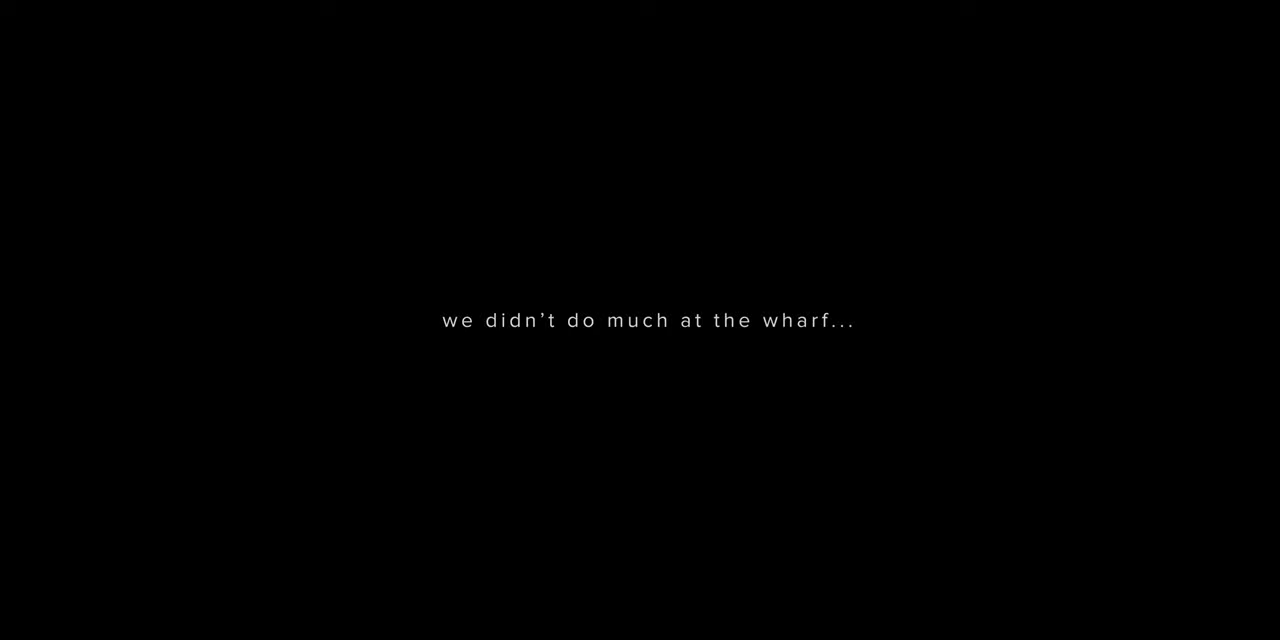 we didn’t do much at the wharf...